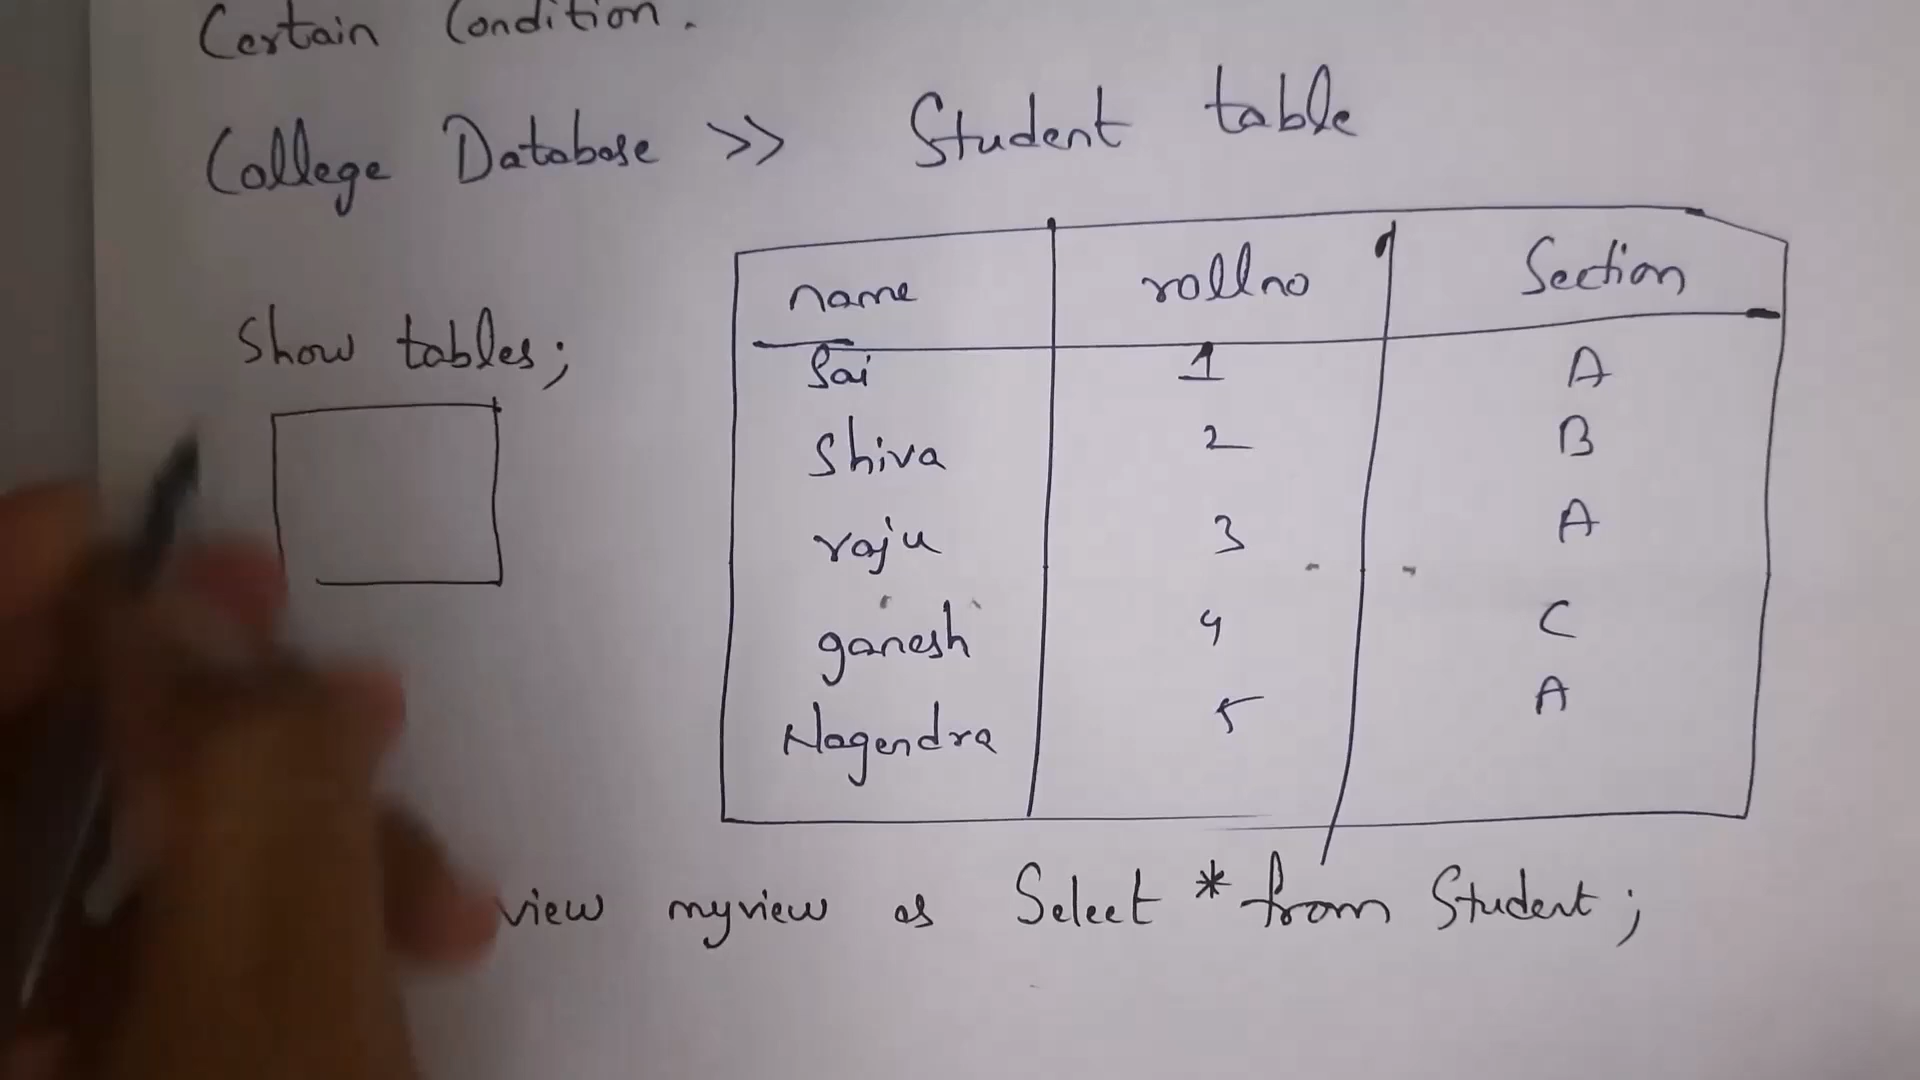 Certain Condition.
College Database >> Student table
Show tables;
name rollno Section
Sai 1 A
Shiva 2 B
raju 3 A
ganesh 4 C
Nagendra 5 A
view myview as Select * from Student;